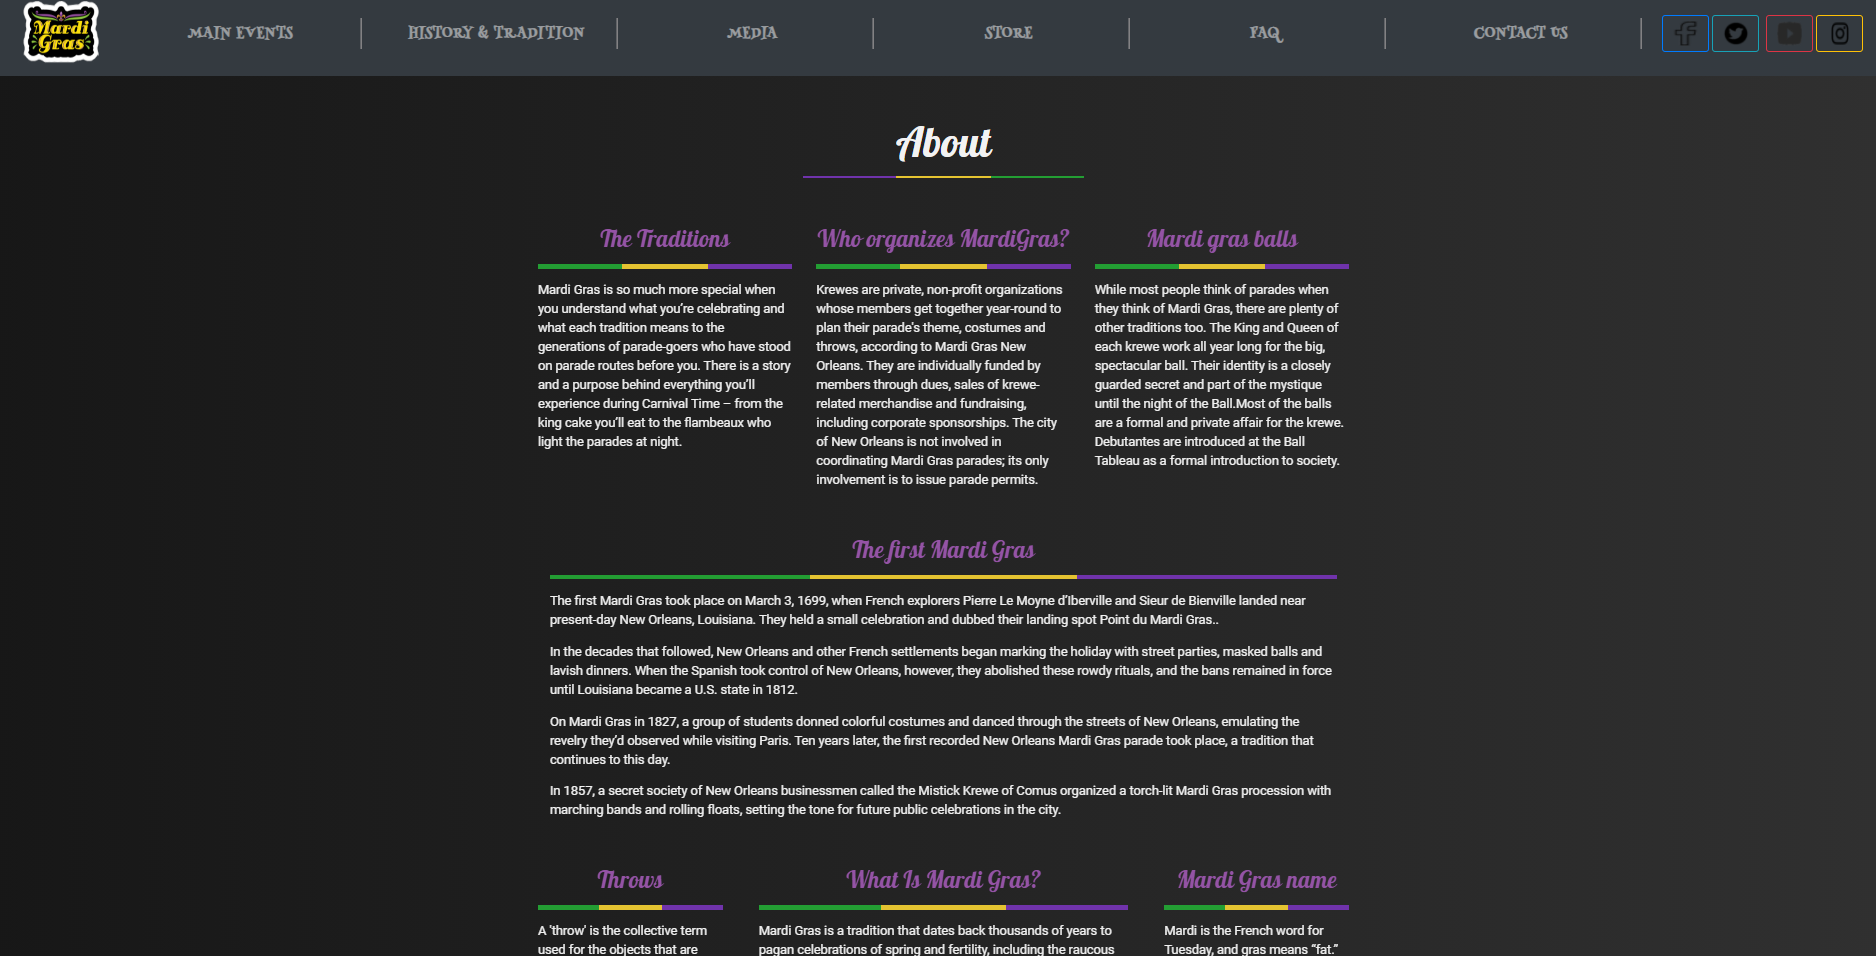 Mardi
Gras
MAIN EVENTS
HISTORY & TRADITION
MEDIA
STORE
FAQ
CONTACT US
About
The Traditions
Mardi Gras is so much more special when
you understand what you’re celebrating and
what each tradition means to the
generations of parade-goers who have stood
on parade routes before you. There is a story
and a purpose behind everything you’ll
experience during Carnival Time – from the
king cake you’ll eat to the flambeaux who
light the parades at night.
Who organizes MardiGras?
Krewes are private, non-profit organizations
whose members get together year-round to
plan their parade's theme, costumes and
throws, according to Mardi Gras New
Orleans. They are individually funded by
members through dues, sales of krewe-
related merchandise and fundraising,
including corporate sponsorships. The city
of New Orleans is not involved in
coordinating Mardi Gras parades; its only
involvement is to issue parade permits.
Mardi gras balls
While most people think of parades when
they think of Mardi Gras, there are plenty of
other traditions too. The King and Queen of
each krewe work all year long for the big,
spectacular ball. Their identity is a closely
guarded secret and part of the mystique
until the night of the Ball.Most of the balls
are a formal and private affair for the krewe.
Debutantes are introduced at the Ball
Tableau as a formal introduction to society.
The first Mardi Gras
The first Mardi Gras took place on March 3, 1699, when French explorers Pierre Le Moyne d’Iberville and Sieur de Bienville landed near
present-day New Orleans, Louisiana. They held a small celebration and dubbed their landing spot Point du Mardi Gras..
In the decades that followed, New Orleans and other French settlements began marking the holiday with street parties, masked balls and
lavish dinners. When the Spanish took control of New Orleans, however, they abolished these rowdy rituals, and the bans remained in force
until Louisiana became a U.S. state in 1812.
On Mardi Gras in 1827, a group of students donned colorful costumes and danced through the streets of New Orleans, emulating the
revelry they’d observed while visiting Paris. Ten years later, the first recorded New Orleans Mardi Gras parade took place, a tradition that
continues to this day.
In 1857, a secret society of New Orleans businessmen called the Mistick Krewe of Comus organized a torch-lit Mardi Gras procession with
marching bands and rolling floats, setting the tone for future public celebrations in the city.
Throws
A 'throw' is the collective term
used for the objects that are
What Is Mardi Gras?
Mardi Gras is a tradition that dates back thousands of years to
pagan celebrations of spring and fertility, including the raucous
Mardi Gras name
Mardi is the French word for
Tuesday, and gras means “fat.”